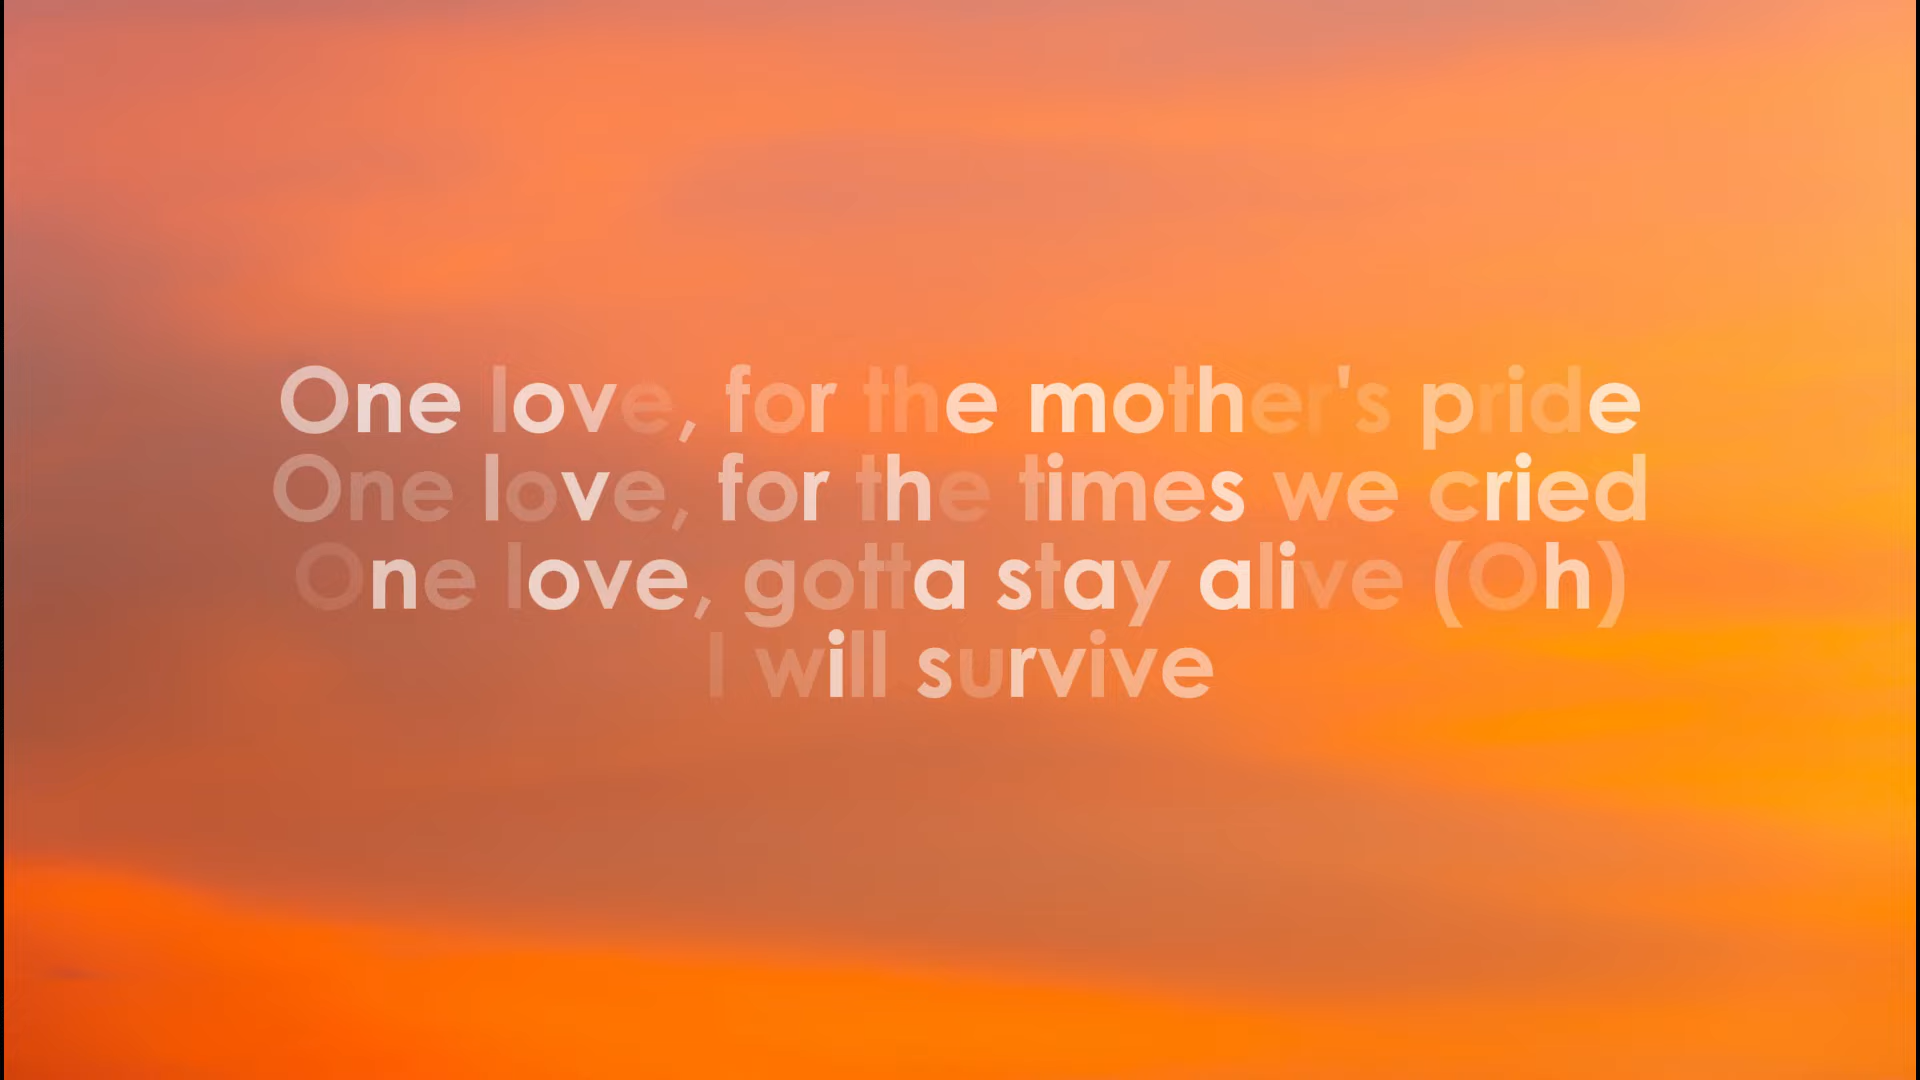 One love, for the mother's pride
One love, for the times we cried
One love, gotta stay alive (Oh)
I will survive